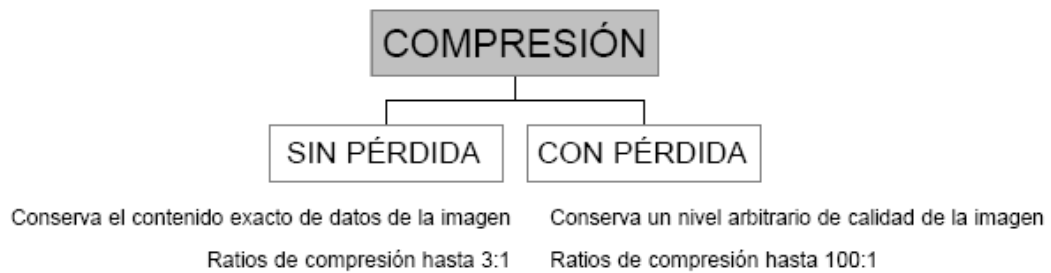 COMPRESIÓN
SIN PÉRDIDA
CON PÉRDIDA
Conserva el contenido exacto de datos de la imagen
Ratios de compresión hasta 3:1
Conserva un nivel arbitrario de calidad de la imagen
Ratios de compresión hasta 100:1